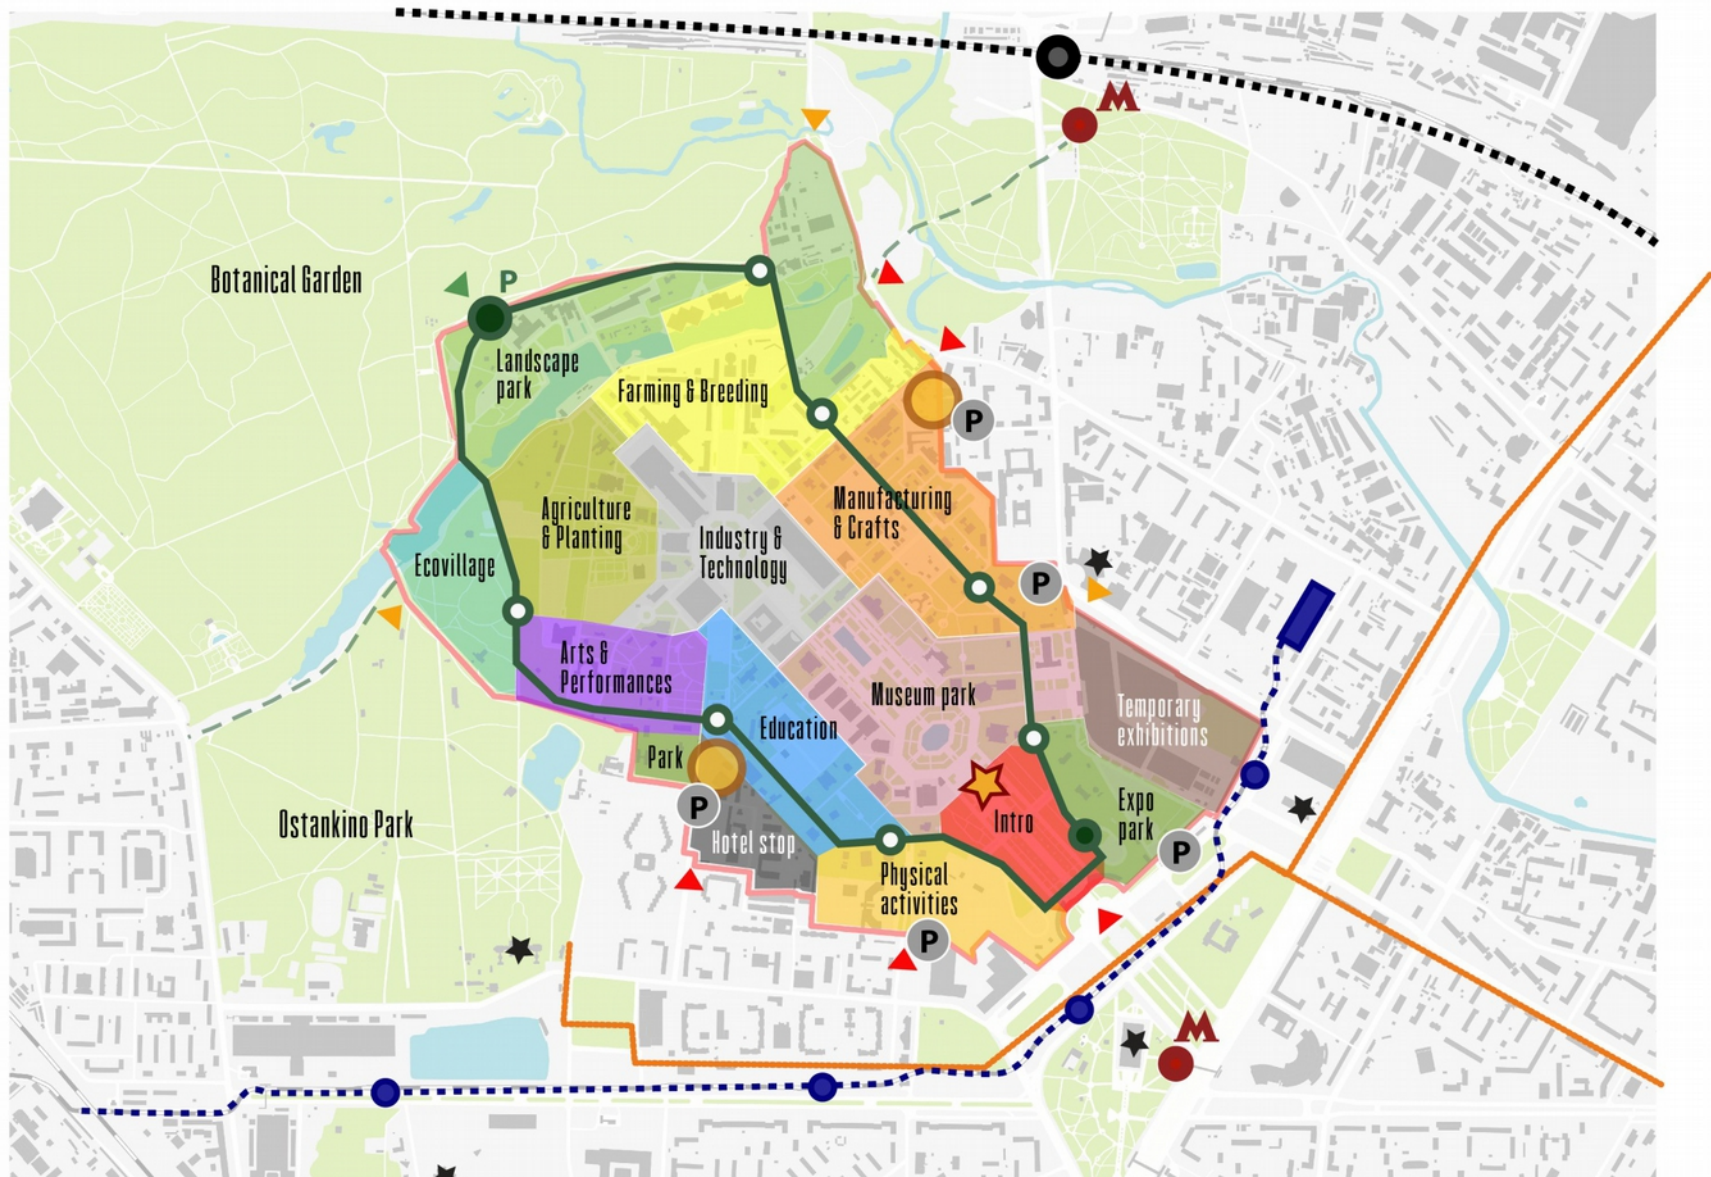 M
Botanical Garden
P
Landscape
park
Farming & Breeding
P
Manufacturing
& Crafts
Agriculture
& Planting
Industry &
Technology
Ecovillage
P
Arts &
Performances
Museum park
Temporary
exhibitions
Education
Park
P
Ostankino Park
Hotel stop
Intro
Expo
park
P
Physical
activities
P
M